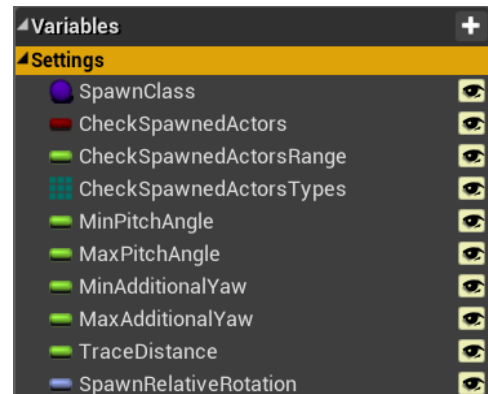 Variables
Settings
SpawnClass
CheckSpawnedActors
CheckSpawnedActorsRange
CheckSpawnedActorsTypes
MinPitchAngle
MaxPitchAngle
MinAdditionalYaw
MaxAdditionalYaw
TraceDistance
SpawnRelativeRotation